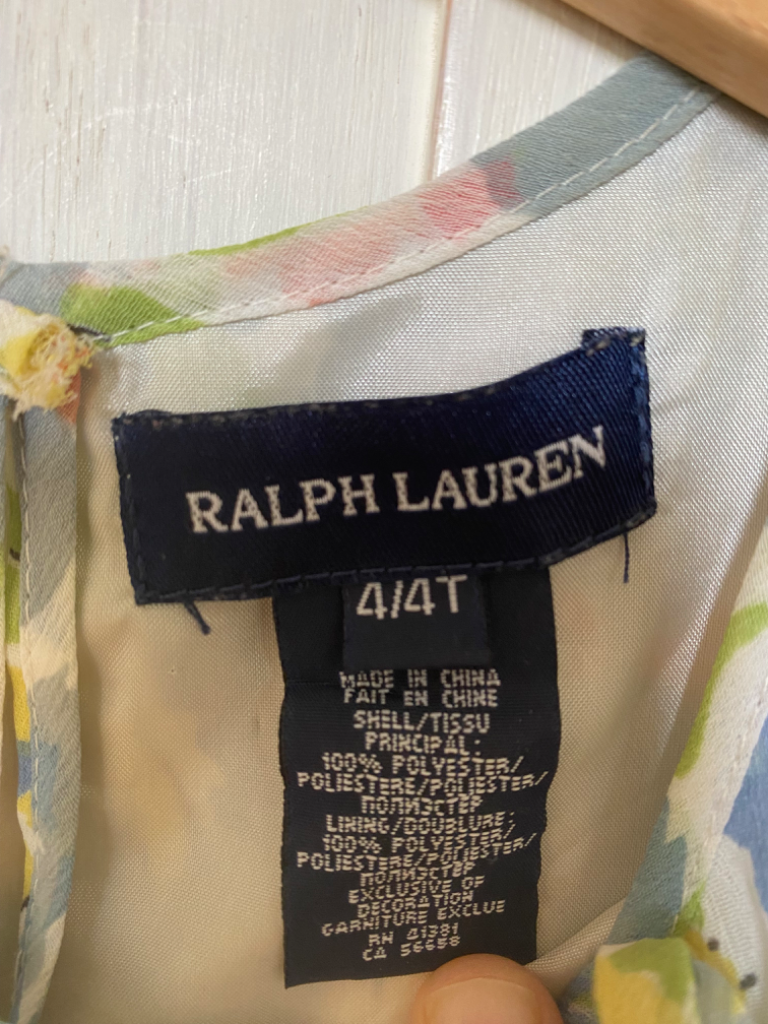 RALPH LAUREN
4/4T
MADE IN CHINA
FAIT EN CHINE
SHELL/TISSU
PRINCIPAL:
100% POLYESTER/
POLIESTERE/POLIESTER/
ПОЛИЭСТЕР
LINING/DOUBLURE:
100% POLYESTER/
POLIESTERE/POLIESTER/
ПОЛИЭСТЕР
EXCLUSIVE OF
DECORATION
GARNITURE EXCLUE
RN 41381
CA 56658